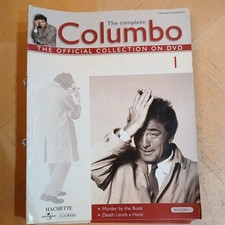 The complete
Columbo
THE OFFICIAL COLLECTION ON DVD
1
HACHETTE
UNIVERSAL
• Murder by the Book
• Death Lends a Hand
SEASON 1